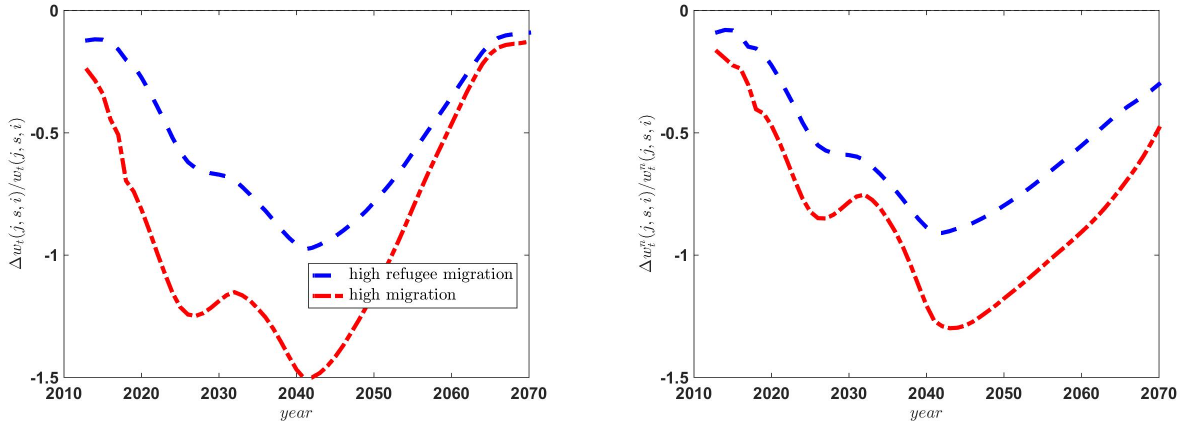 0
-0.5
-1
-1.5
Δw_t(j, s, i)/w_t(j, s, i)
2010 2020 2030 2040 2050 2060 2070
year
high refugee migration
high migration
0
-0.5
-1
-1.5
Δw_t^n(j, s, i)/w_t^n(j, s, i)
2010 2020 2030 2040 2050 2060 2070
year